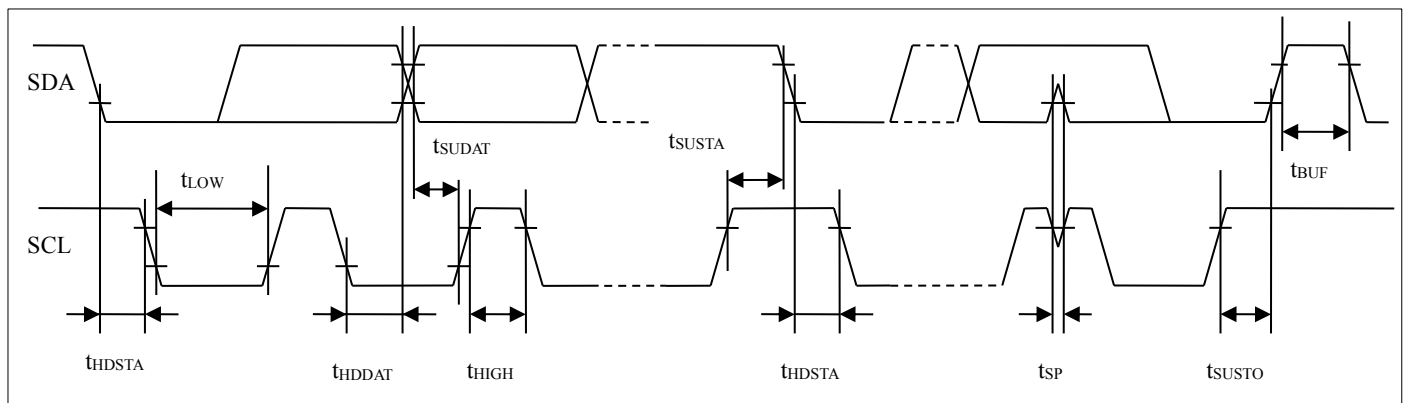 SDA
tSUDAT
tSUSTA
tBUF
tLOW
SCL
tHDSTA
tHDDAT
tHIGH
tHDSTA
tSP
tSUSTO